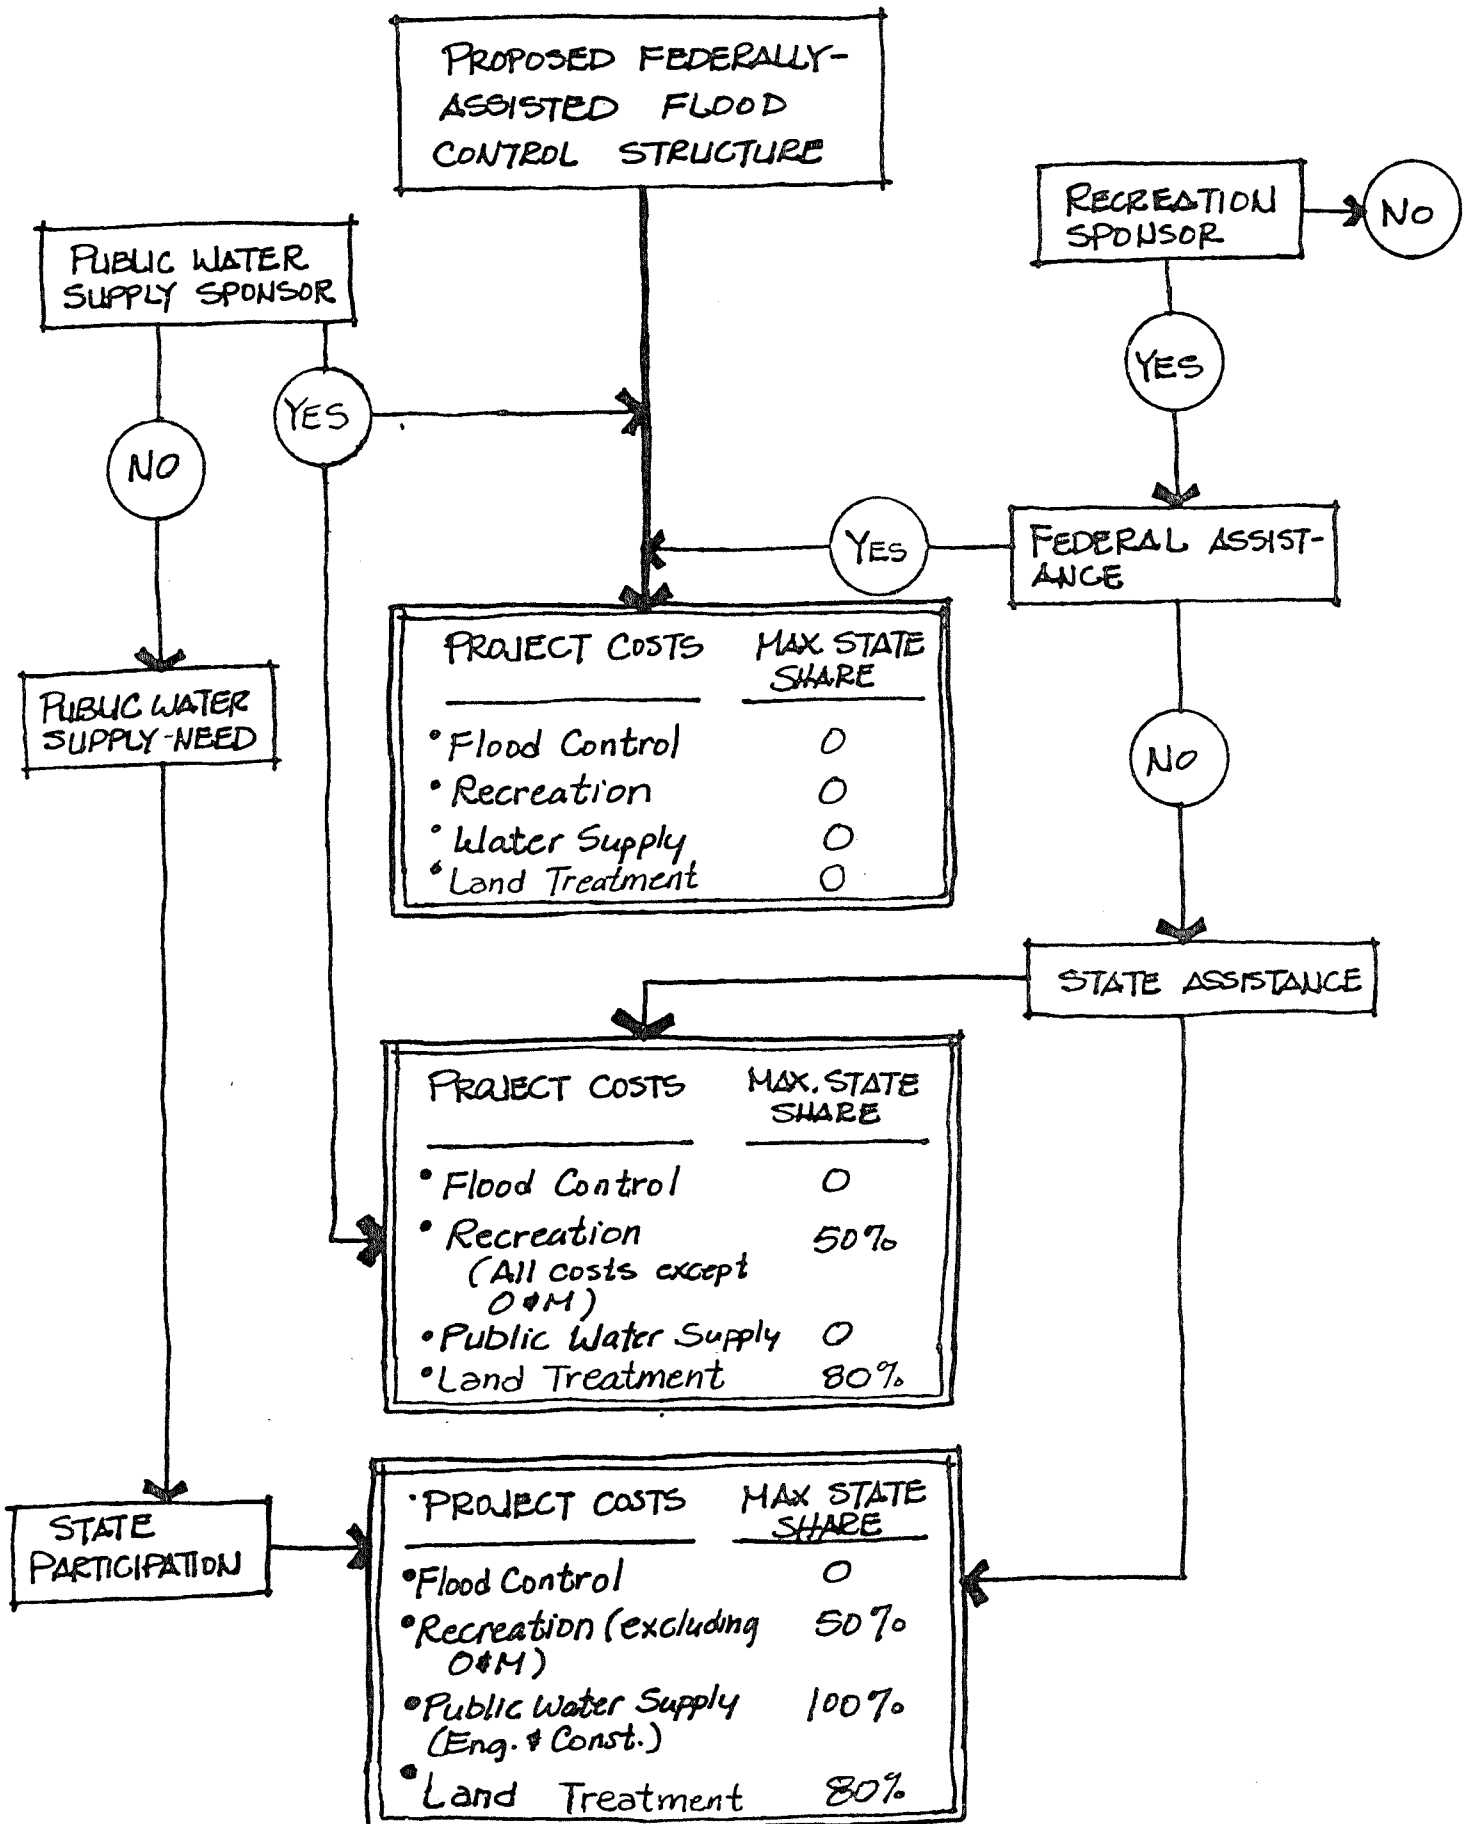 PROPOSED FEDERALLY-
ASSISTED FLOOD
CONTROL STRUCTURE
RECREATION
SPONSOR
NO
PUBLIC WATER
SUPPLY SPONSOR
YES
YES
NO
YES
FEDERAL ASSIST-
ANCE
PROJECT COSTS MAX. STATE
SHARE
• Flood Control 0
• Recreation 0
• Water Supply 0
• Land Treatment 0
PUBLIC WATER
SUPPLY-NEED
NO
STATE ASSISTANCE
PROJECT COSTS MAX. STATE
SHARE
• Flood Control 0
• Recreation 50%
(All costs except
O&M)
• Public Water Supply 0
• Land Treatment 80%
STATE
PARTICIPATION
PROJECT COSTS MAX STATE
SHARE
• Flood Control 0
• Recreation (excluding 50%
O&M)
• Public Water Supply 100%
(Eng. & Const.)
• Land Treatment 80%